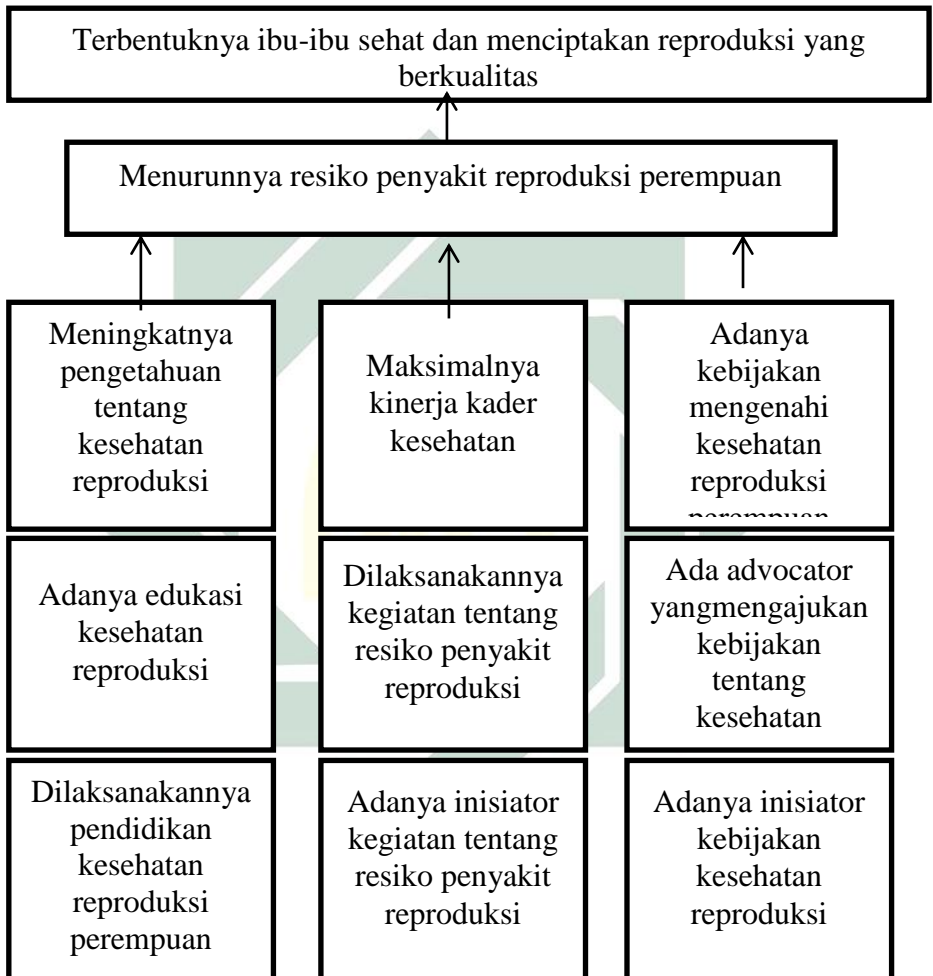 Terbentuknya ibu-ibu sehat dan menciptakan reproduksi yang
berkualitas
Menurunnya resiko penyakit reproduksi perempuan
Meningkatnya
pengetahuan
tentang
kesehatan
reproduksi
Maksimalnya
kinerja kader
kesehatan
Adanya
kebijakan
mengenahi
kesehatan
reproduksi
perempuan
Adanya edukasi
kesehatan
reproduksi
Dilaksanakannya
kegiatan tentang
resiko penyakit
reproduksi
Ada advocator
yangmengajukan
kebijakan
tentang
kesehatan
Dilaksanakannya
pendidikan
kesehatan
reproduksi
perempuan
Adanya inisiator
kegiatan tentang
resiko penyakit
reproduksi
Adanya inisiator
kebijakan
kesehatan
reproduksi